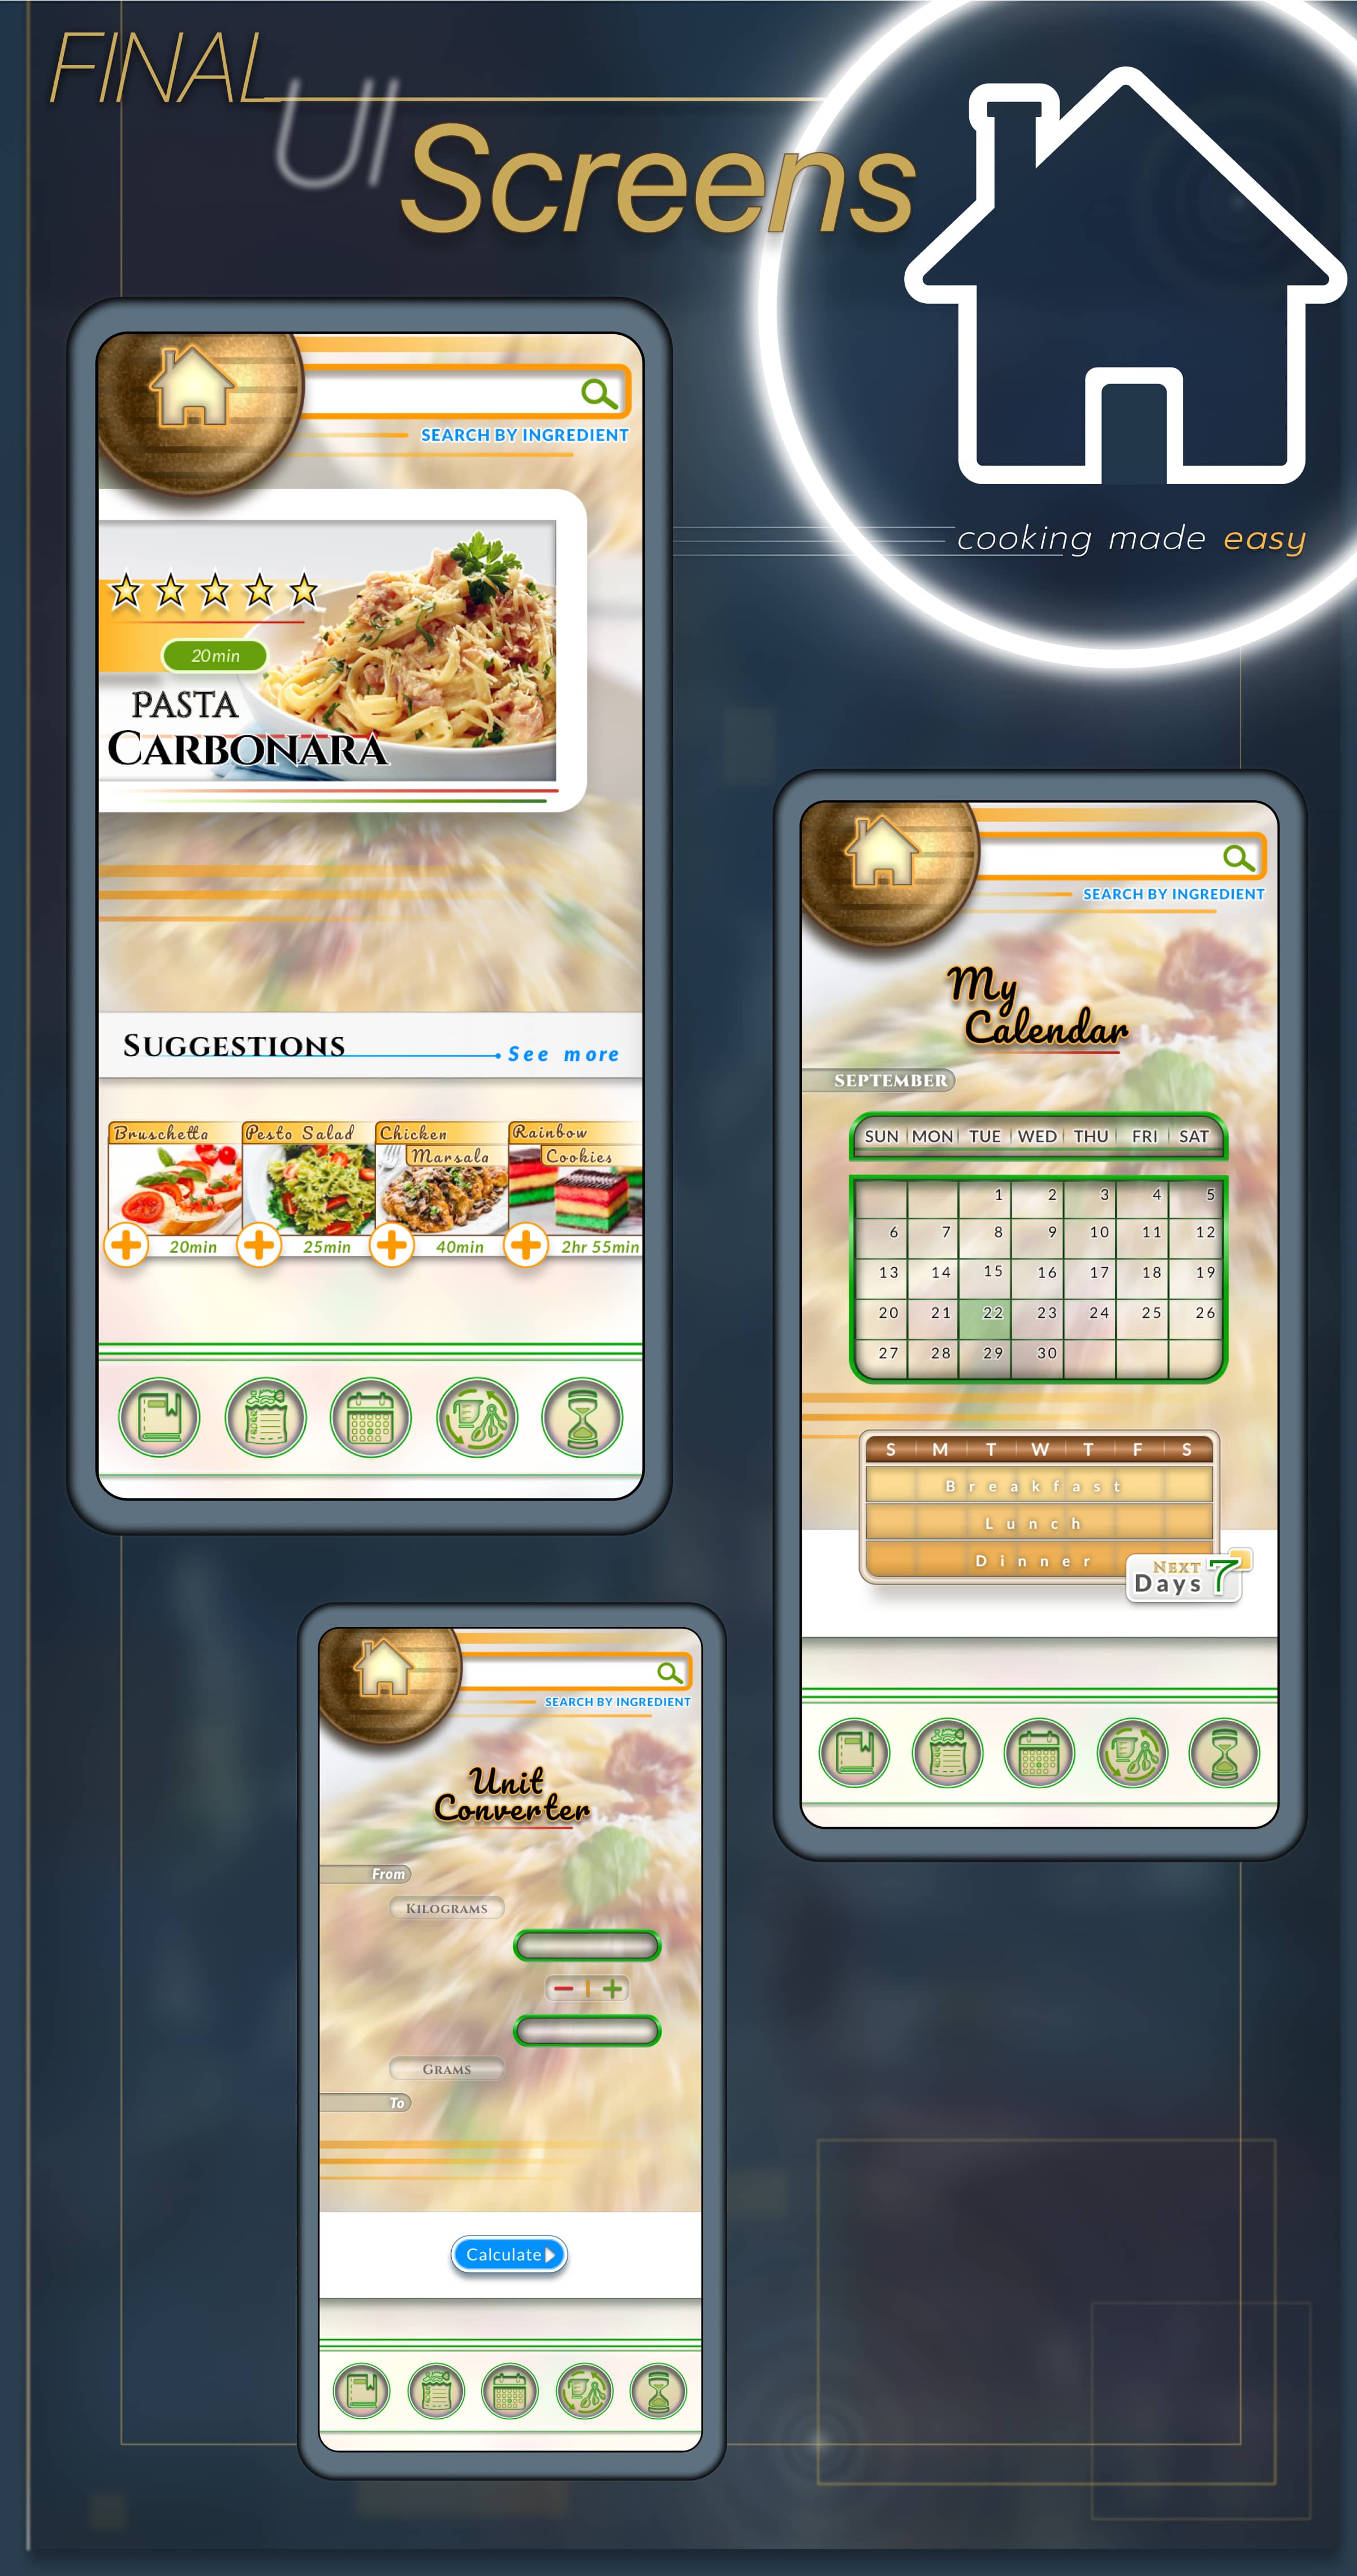 FINAL
UI
Screens
cooking made easy
SEARCH BY INGREDIENT
20min
PASTA
CARBONARA
SUGGESTIONS
See more
Bruschetta
Pesto Salad
Chicken
Marsala
Rainbow
Cookies
20min
25min
40min
2hr 55min
SEARCH BY INGREDIENT
My
Calendar
SEPTEMBER
SUN MON TUE WED THU FRI SAT
1 2 3 4 5
6 7 8 9 10 11 12
13 14 15 16 17 18 19
20 21 22 23 24 25 26
27 28 29 30
S M T W T F S
Breakfast
Lunch
Dinner
NEXT
Days 7
SEARCH BY INGREDIENT
Unit
Converter
From
KILOGRAMS
GRAMS
To
Calculate